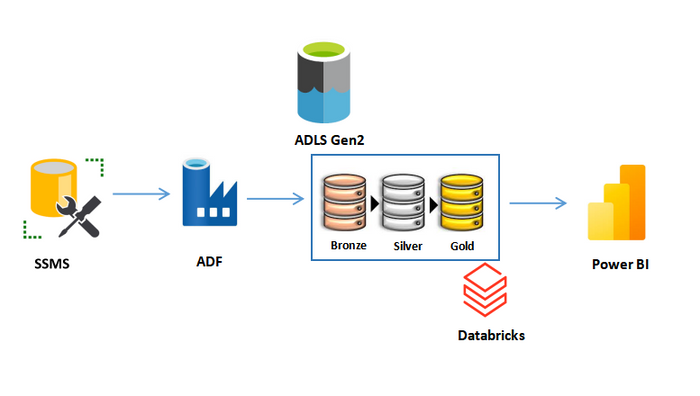 ADLS Gen2
SSMS
ADF
Bronze
Silver
Gold
Power BI
Databricks